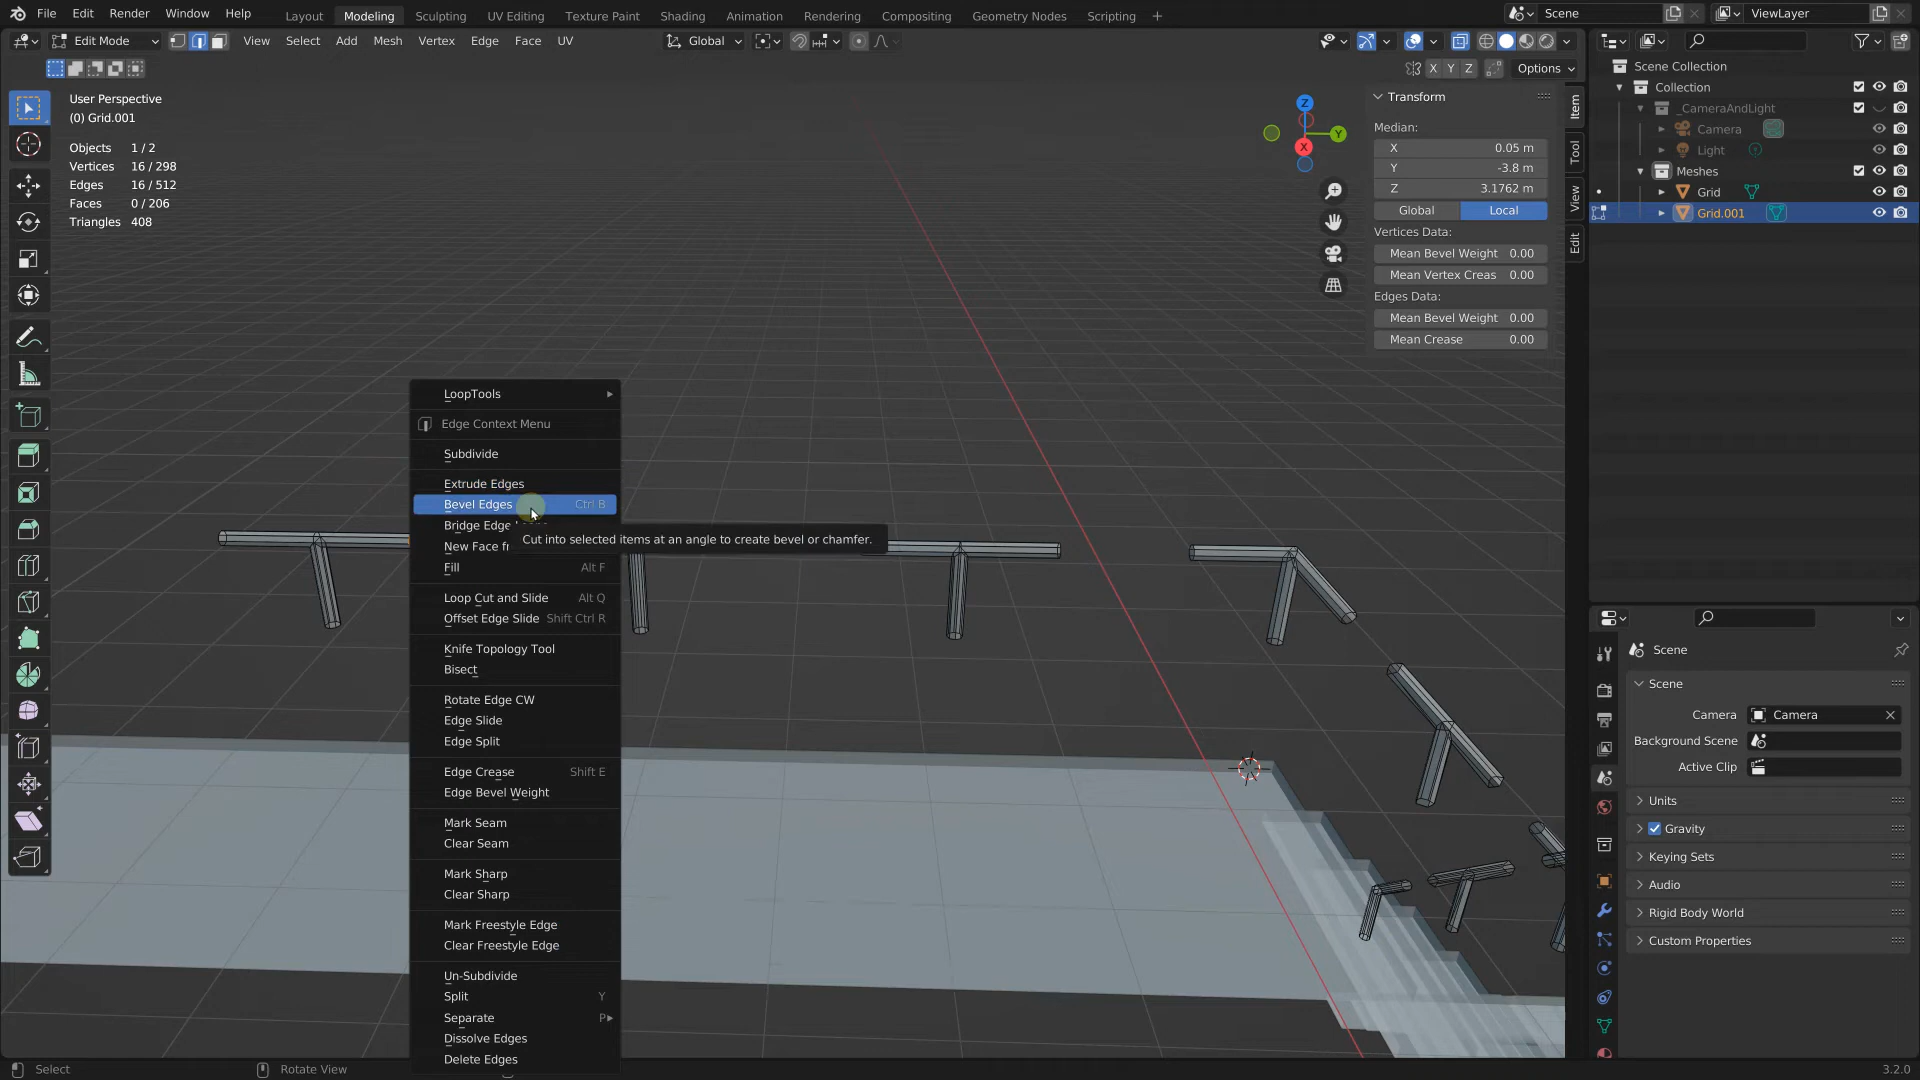 File Edit Render Window Help Layout Modeling Sculpting UV Editing Texture Paint Shading Animation Rendering Compositing Geometry Nodes Scripting + Scene ViewLayer
Edit Mode View Select Add Mesh Vertex Edge Face UV Global
X Y Z Options
User Perspective
(0) Grid.001
Objects 1 / 2
Vertices 16 / 298
Edges 16 / 512
Faces 0 / 206
Triangles 408
Z
Y
X
Transform
Median:
X 0.05 m
Y -3.8 m
Z 3.1762 m
Global Local
Vertices Data:
Mean Bevel Weight 0.00
Mean Vertex Creas 0.00
Edges Data:
Mean Bevel Weight 0.00
Mean Crease 0.00
Item
Tool
View
Edit
Scene Collection
Collection
_CameraAndLight
Camera
Light
Meshes
Grid
Grid.001
LoopTools
Edge Context Menu
Subdivide
Extrude Edges
Bevel Edges Ctrl B
Bridge Edge
Cut into selected items at an angle to create bevel or chamfer.
New Face
Fill Alt F
Loop Cut and Slide Alt Q
Offset Edge Slide Shift Ctrl R
Knife Topology Tool
Bisect
Rotate Edge CW
Edge Slide
Edge Split
Edge Crease Shift E
Edge Bevel Weight
Mark Seam
Clear Seam
Mark Sharp
Clear Sharp
Mark Freestyle Edge
Clear Freestyle Edge
Un-Subdivide
Split Y
Separate P
Dissolve Edges
Delete Edges
Scene
Scene
Camera Camera
Background Scene
Active Clip
Units
Gravity
Keying Sets
Audio
Rigid Body World
Custom Properties
Select Rotate View 3.2.0